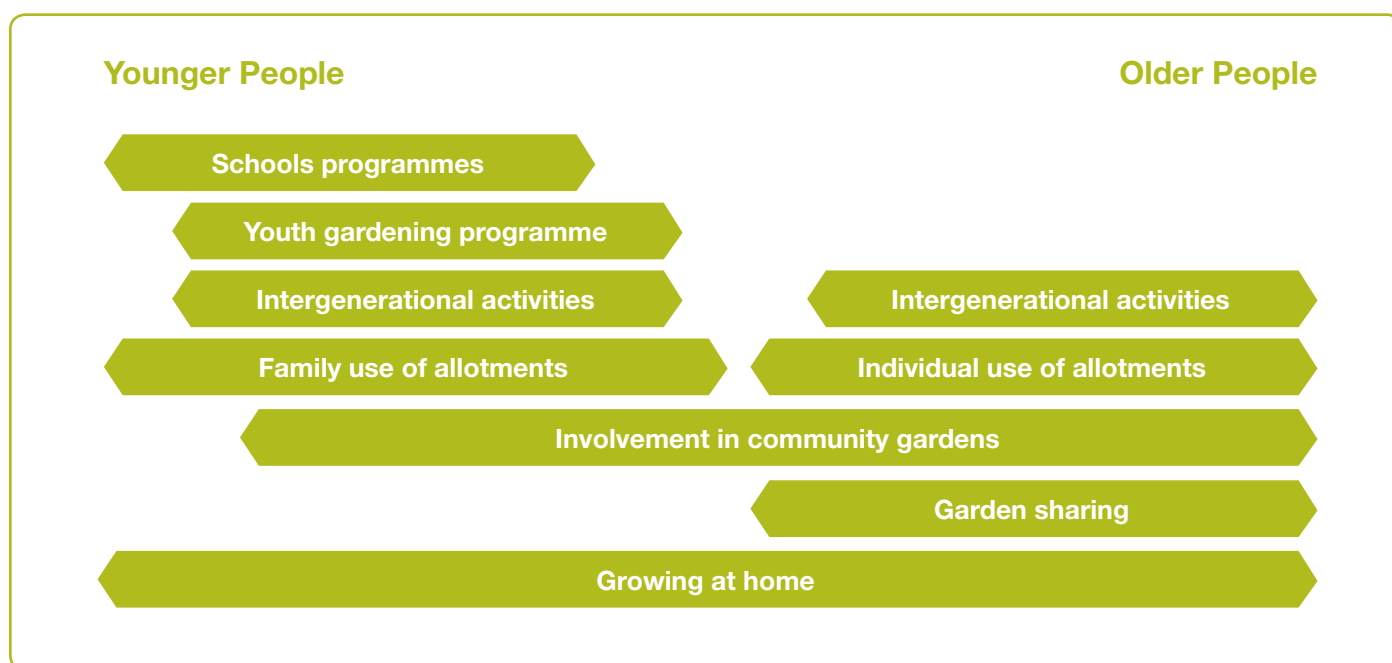 Younger People
Older People
Schools programmes
Youth gardening programme
Intergenerational activities
Intergenerational activities
Family use of allotments
Individual use of allotments
Involvement in community gardens
Garden sharing
Growing at home